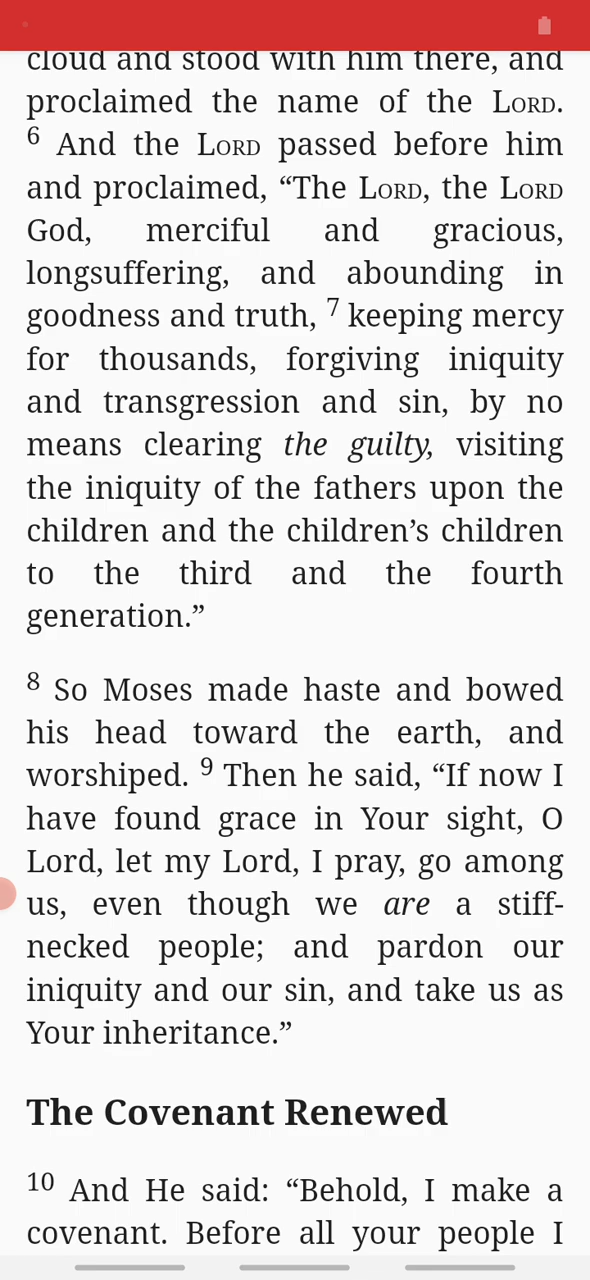 cloud and stood with him there, and
proclaimed the name of the LORD.
6 And the LORD passed before him
and proclaimed, “The LORD, the LORD
God, merciful and gracious,
longsuffering, and abounding in
goodness and truth, 7 keeping mercy
for thousands, forgiving iniquity
and transgression and sin, by no
means clearing the guilty, visiting
the iniquity of the fathers upon the
children and the children’s children
to the third and the fourth
generation.”
8 So Moses made haste and bowed
his head toward the earth, and
worshiped. 9 Then he said, “If now I
have found grace in Your sight, O
Lord, let my Lord, I pray, go among
us, even though we are a stiff-
necked people; and pardon our
iniquity and our sin, and take us as
Your inheritance.”
The Covenant Renewed
10 And He said: “Behold, I make a
covenant. Before all your people I